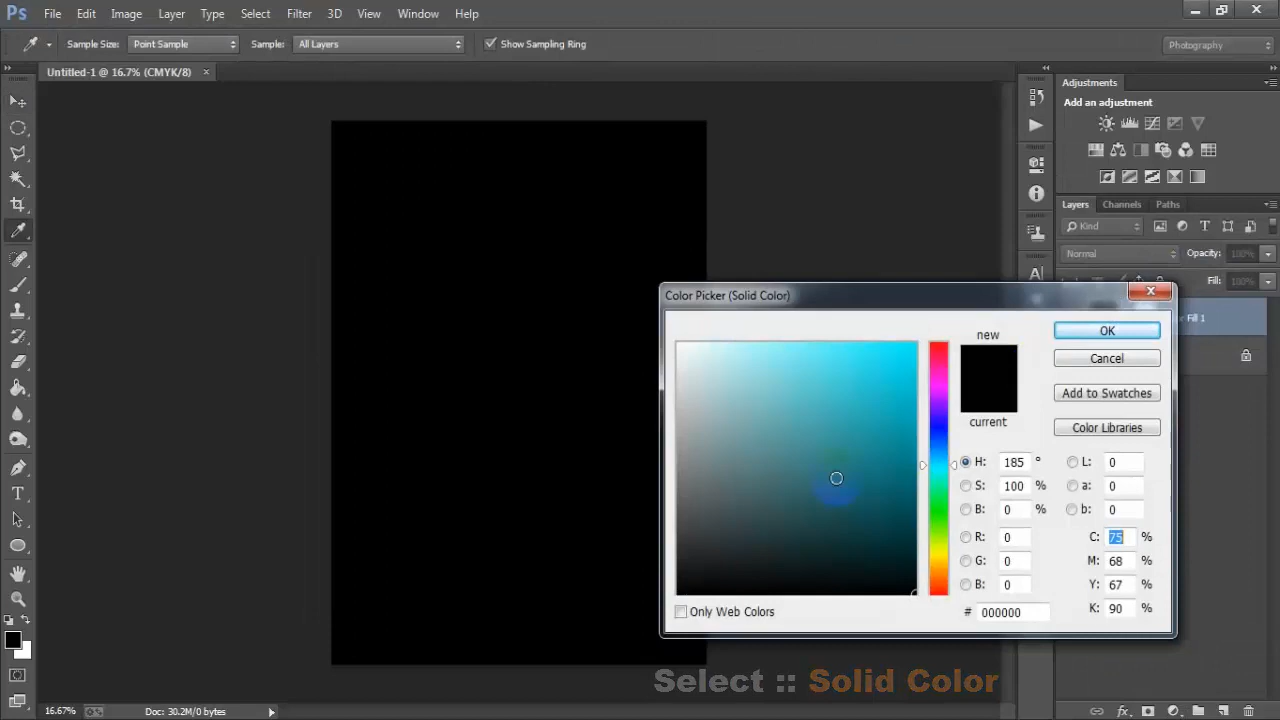 Ps File Edit Image Layer Type Select Filter 3D View Window Help
Sample Size: Point Sample Sample: All Layers Show Sampling Ring Photography
Untitled-1 @ 16.7% (CMYK/8) ×
Adjustments
Add an adjustment
Layers Channels Paths
Kind
Normal Opacity: 100%
Fill: 100%
Fill 1
Color Picker (Solid Color)
new
current
OK
Cancel
Add to Swatches
Color Libraries
H: 185 ° L: 0
S: 100 % a: 0
B: 0 % b: 0
R: 0 C: 75 %
G: 0 M: 68 %
B: 0 Y: 67 %
# 000000 K: 90 %
Only Web Colors
Select :: Solid Color
16.67% Doc: 30.2M/0 bytes